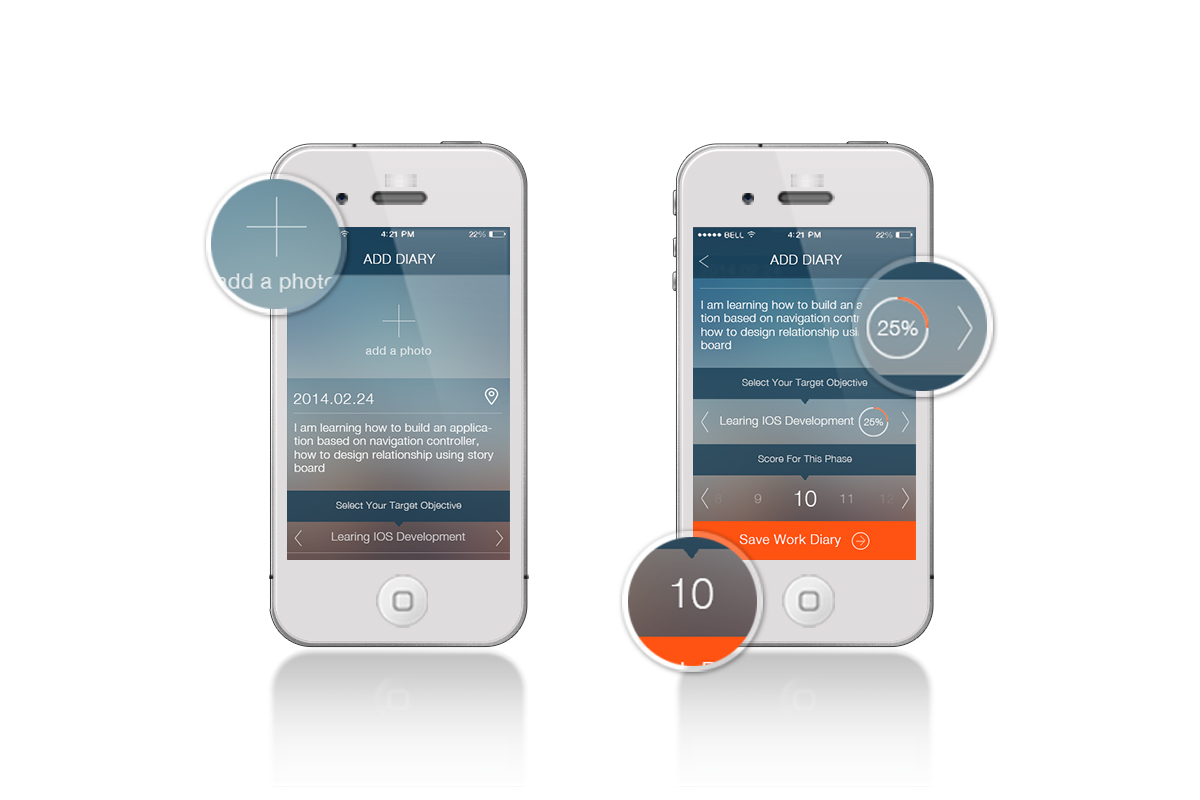 4:21 PM 22%
ADD DIARY
add a photo
add a photo
2014.02.24
I am learning how to build an applica-
tion based on navigation controller,
how to design relationship using story
board
Select Your Target Objective
Learing IOS Development
BELL 4:21 PM 22%
ADD DIARY
I am learning how to build an a
tion based on navigation contr
how to design relationship usi
board
25%
Select Your Target Objective
Learing IOS Development 25%
Score For This Phase
8 9 10 11 12
Save Work Diary
10